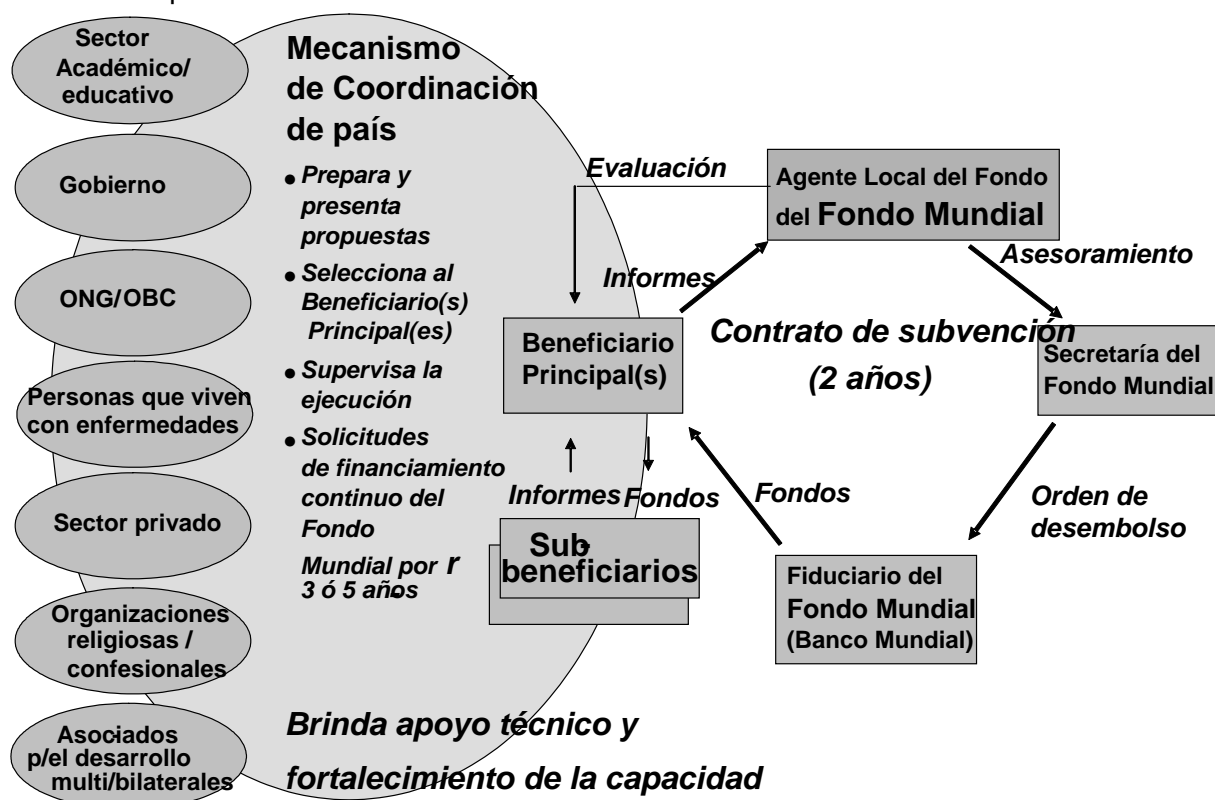 Sector
Académico/
educativo
Gobierno
ONG/OBC
Personas que viven
con enfermedades
Sector privado
Organizaciones
religiosas /
confesionales
Asociados
p/el desarrollo
multi/bilaterales
Mecanismo
de Coordinación
de país
• Prepara y
presenta
propuestas
• Selecciona al
Beneficiario(s)
Principal(es)
• Supervisa la
ejecución
• Solicitudes
de financiamiento
continuo del
Fondo
Mundial por r
3 ó 5 años
Brinda apoyo técnico y
fortalecimiento de la capacidad
Evaluación
Agente Local del Fondo
del Fondo Mundial
Informes
Asesoramiento
Beneficiario
Principal(s)
Contrato de subvención
(2 años)
Secretaría del
Fondo Mundial
Informes
Fondos
Fondos
Orden de
desembolso
Sub-
beneficiarios
Fiduciario del
Fondo Mundial
(Banco Mundial)